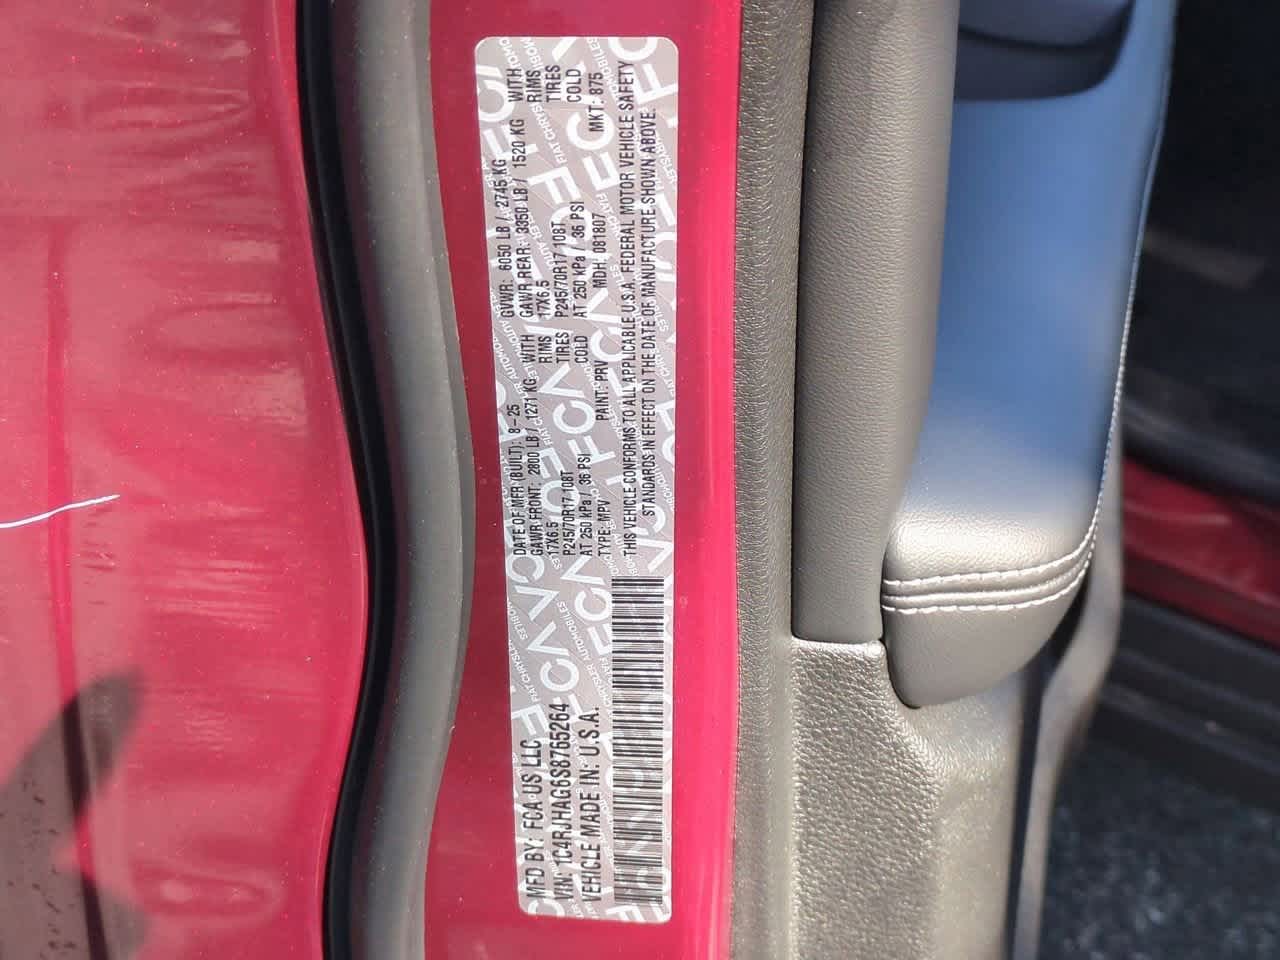 MFD BY: FCA US LLC
VIN: 1C4RJHAG6S8765264
VEHICLE MADE IN: U.S.A.
DATE OF MFR (BUILT): 8-25 GVWR: 6050 LB / 2745 KG
GAWR FRONT: 2800 LB / 1271 KG WITH GAWR REAR: 3350 LB / 1520 KG WITH
17X6.5 RIMS 17X6.5 RIMS
P245/70R17 108T TIRES P245/70R17 108T TIRES
AT 250 kPa / 36 PSI COLD AT 250 kPa / 36 PSI COLD
TYPE: MPV PAINT: PRV MDH: 081807 MKT: 875
THIS VEHICLE CONFORMS TO ALL APPLICABLE U.S.A. FEDERAL MOTOR VEHICLE SAFETY
STANDARDS IN EFFECT ON THE DATE OF MANUFACTURE SHOWN ABOVE.